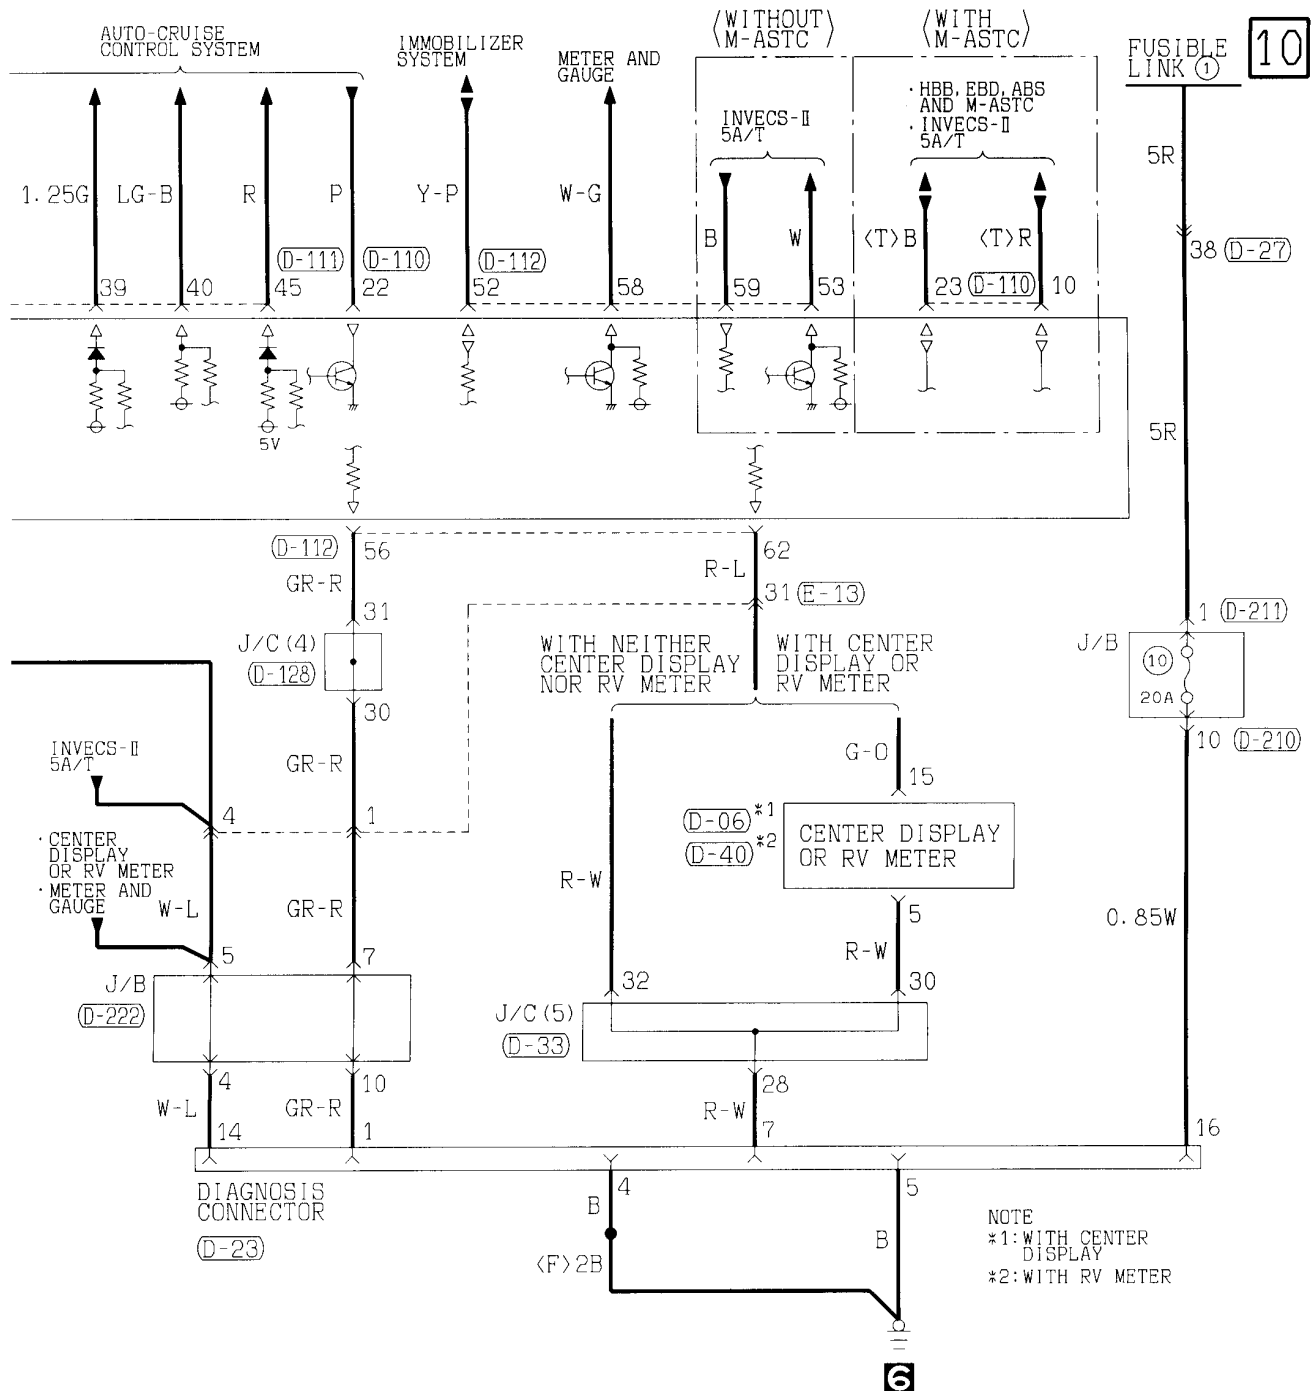 10
AUTO-CRUISE
CONTROL SYSTEM
IMMOBILIZER
SYSTEM
METER AND
GAUGE
〈WITHOUT
M-ASTC〉
〈WITH
M-ASTC〉
FUSIBLE
LINK ①
INVECS-Ⅱ
5A/T
・HBB, EBD, ABS
AND M-ASTC
・INVECS-Ⅱ
5A/T
5R
1.25G
LG-B
R
P
Y-P
W-G
B
W
〈T〉B
〈T〉R
D-111
D-110
D-112
D-110
38
D-27
39
40
45
22
52
58
59
53
23
10
5V
5R
D-112
56
62
GR-R
R-L
31
31
E-13
1
D-211
J/C(4)
D-128
WITH NEITHER
CENTER DISPLAY
NOR RV METER
WITH CENTER
DISPLAY OR
RV METER
J/B
⑩
20A
30
10
D-210
INVECS-Ⅱ
5A/T
GR-R
G-O
15
4
1
・CENTER
DISPLAY
OR RV METER
・METER AND
GAUGE
D-06 *1
D-40 *2
CENTER DISPLAY
OR RV METER
R-W
W-L
GR-R
5
0.85W
R-W
5
7
32
30
J/B
D-222
J/C(5)
D-33
4
10
28
W-L
GR-R
R-W
14
1
7
16
DIAGNOSIS
CONNECTOR
D-23
4
5
B
B
〈F〉2B
NOTE
*1:WITH CENTER
DISPLAY
*2:WITH RV METER
6